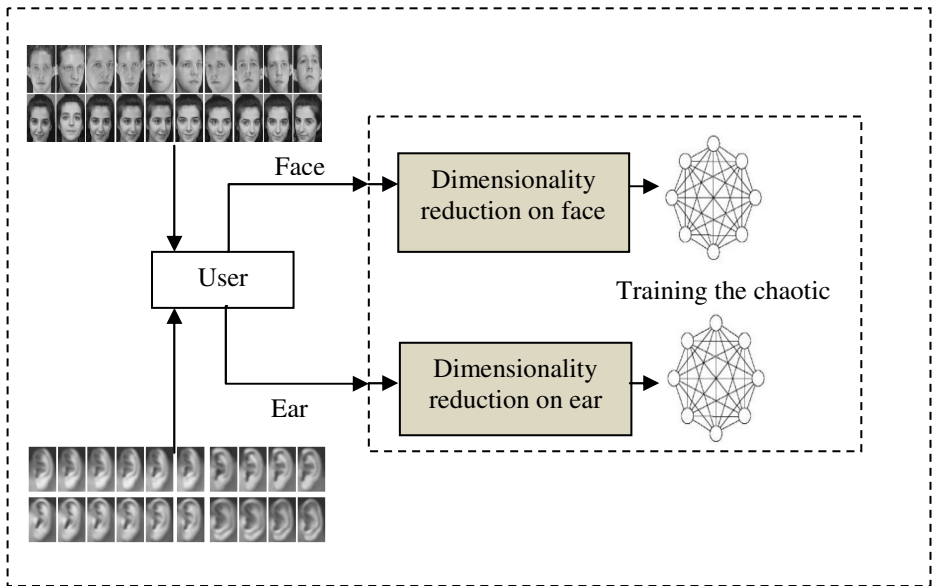 Face
Dimensionality
reduction on face
User
Training the chaotic
Dimensionality
reduction on ear
Ear